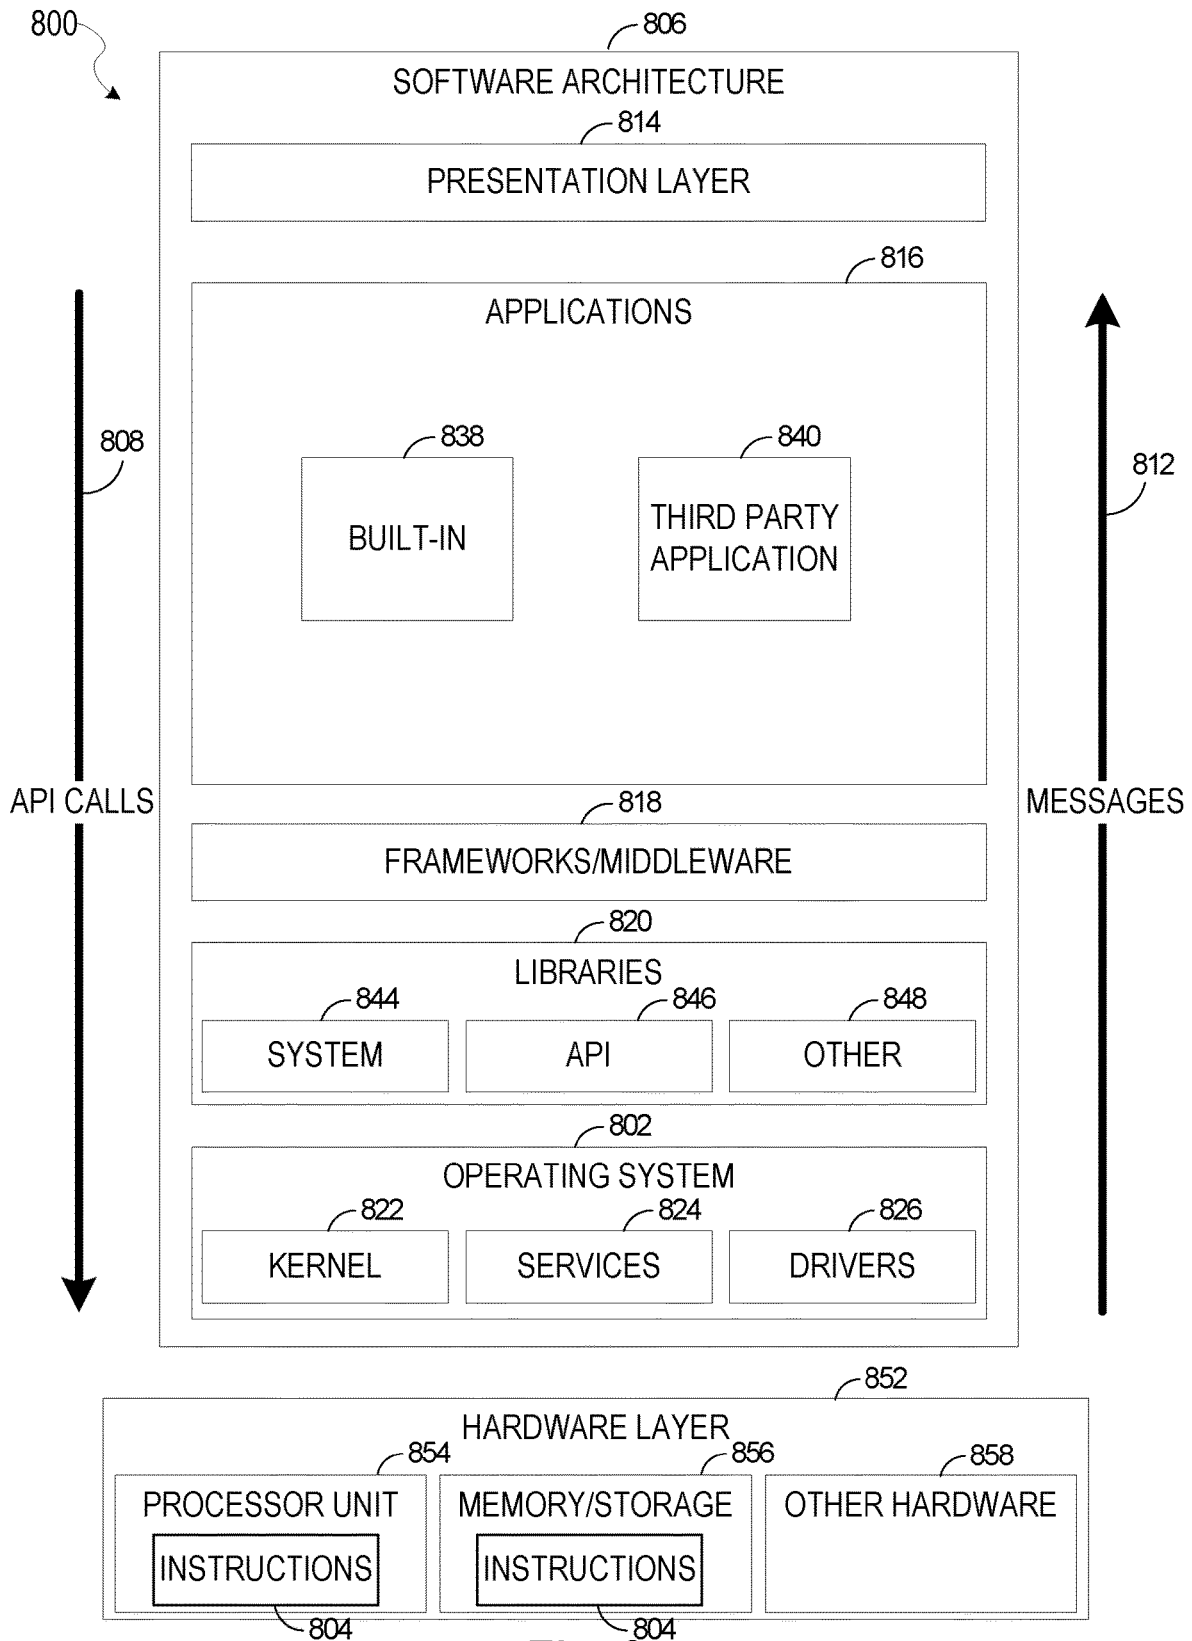 800
806
SOFTWARE ARCHITECTURE
814
PRESENTATION LAYER
816
APPLICATIONS
808
838
BUILT-IN
840
THIRD PARTY
APPLICATION
812
API CALLS
MESSAGES
818
FRAMEWORKS/MIDDLEWARE
820
LIBRARIES
844
SYSTEM
846
API
848
OTHER
802
OPERATING SYSTEM
822
KERNEL
824
SERVICES
826
DRIVERS
852
HARDWARE LAYER
854
PROCESSOR UNIT
INSTRUCTIONS
804
856
MEMORY/STORAGE
INSTRUCTIONS
804
858
OTHER HARDWARE